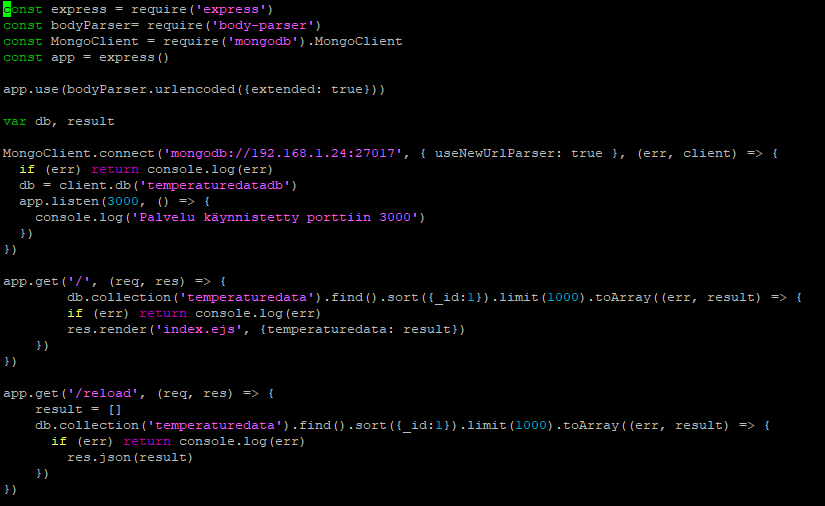 const express = require('express')
const bodyParser= require('body-parser')
const MongoClient = require('mongodb').MongoClient
const app = express()

app.use(bodyParser.urlencoded({extended: true}))

var db, result

MongoClient.connect('mongodb://192.168.1.24:27017', { useNewUrlParser: true }, (err, client) => {
  if (err) return console.log(err)
  db = client.db('temperaturedatadb')
  app.listen(3000, () => {
    console.log('Palvelu käynnistetty porttiin 3000')
  })
})

app.get('/', (req, res) => {
        db.collection('temperaturedata').find().sort({_id:1}).limit(1000).toArray((err, result) => {
        if (err) return console.log(err)
        res.render('index.ejs', {temperaturedata: result})
    })
})

app.get('/reload', (req, res) => {
    result = []
    db.collection('temperaturedata').find().sort({_id:1}).limit(1000).toArray((err, result) => {
      if (err) return console.log(err)
        res.json(result)
    })
})